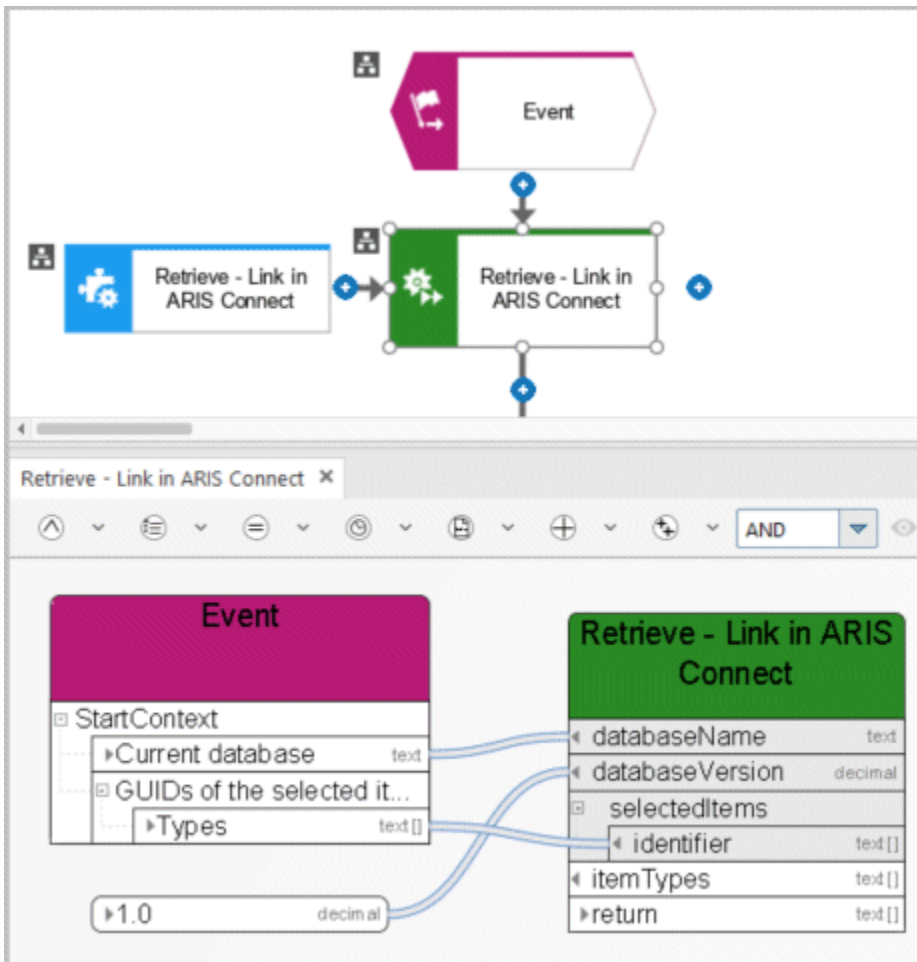 Event
Retrieve - Link in
ARIS Connect
Retrieve - Link in
ARIS Connect
Retrieve - Link in ARIS Connect
AND
Event
StartContext
Current database text
GUIDs of the selected it...
Types text[]
1.0 decimal
Retrieve - Link in ARIS
Connect
databaseName text
databaseVersion decimal
selectedItems
identifier text[]
itemTypes text[]
return text[]